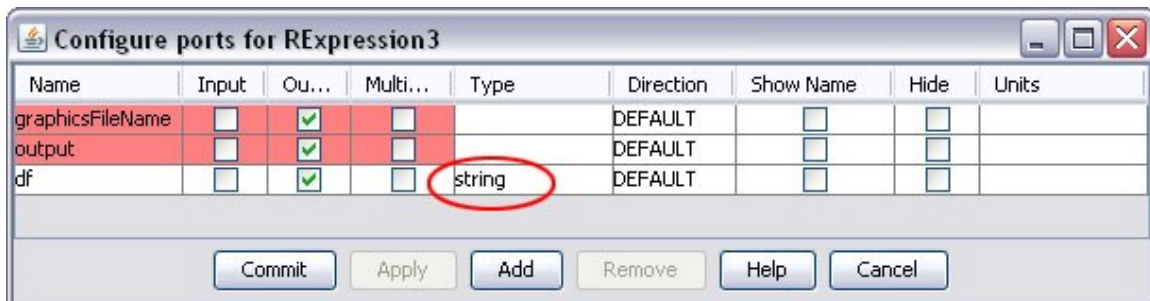 Configure ports for RExpression3
Name Input Ou... Multi... Type Direction Show Name Hide Units
graphicsFileName DEFAULT
output DEFAULT
df string DEFAULT
Commit Apply Add Remove Help Cancel